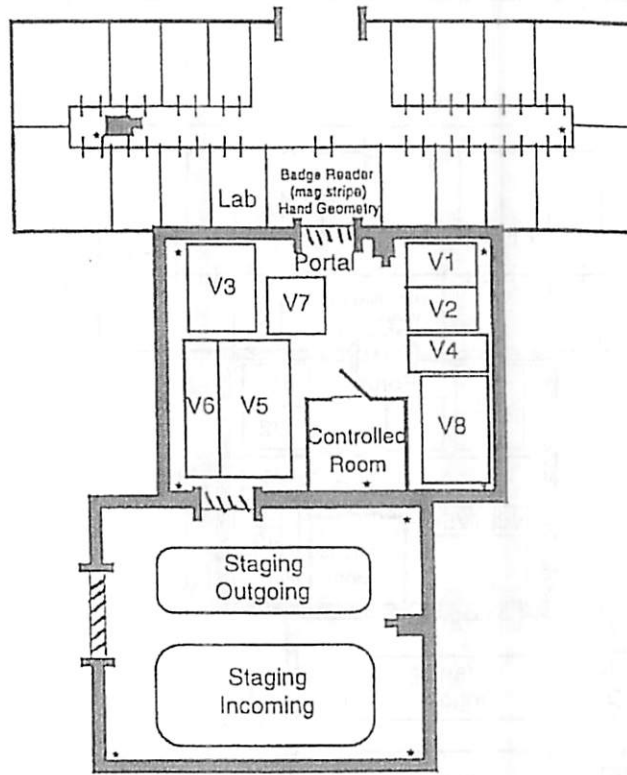 Badge Reader
(mag stripe)
Hand Geometry
Lab
Portal
V3
V7
V1
V2
V4
V6
V5
V8
Controlled
Room
Staging
Outgoing
Staging
Incoming